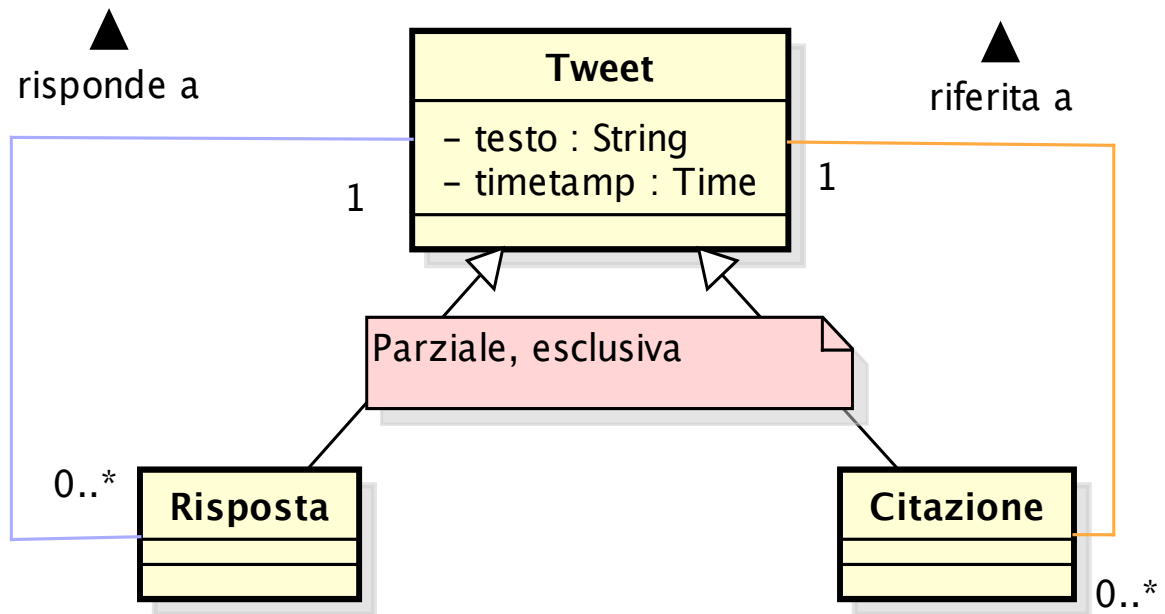 risponde a
Tweet
riferita a
– testo : String
– timetamp : Time
1
1
Parziale, esclusiva
0..*
Risposta
Citazione
0..*